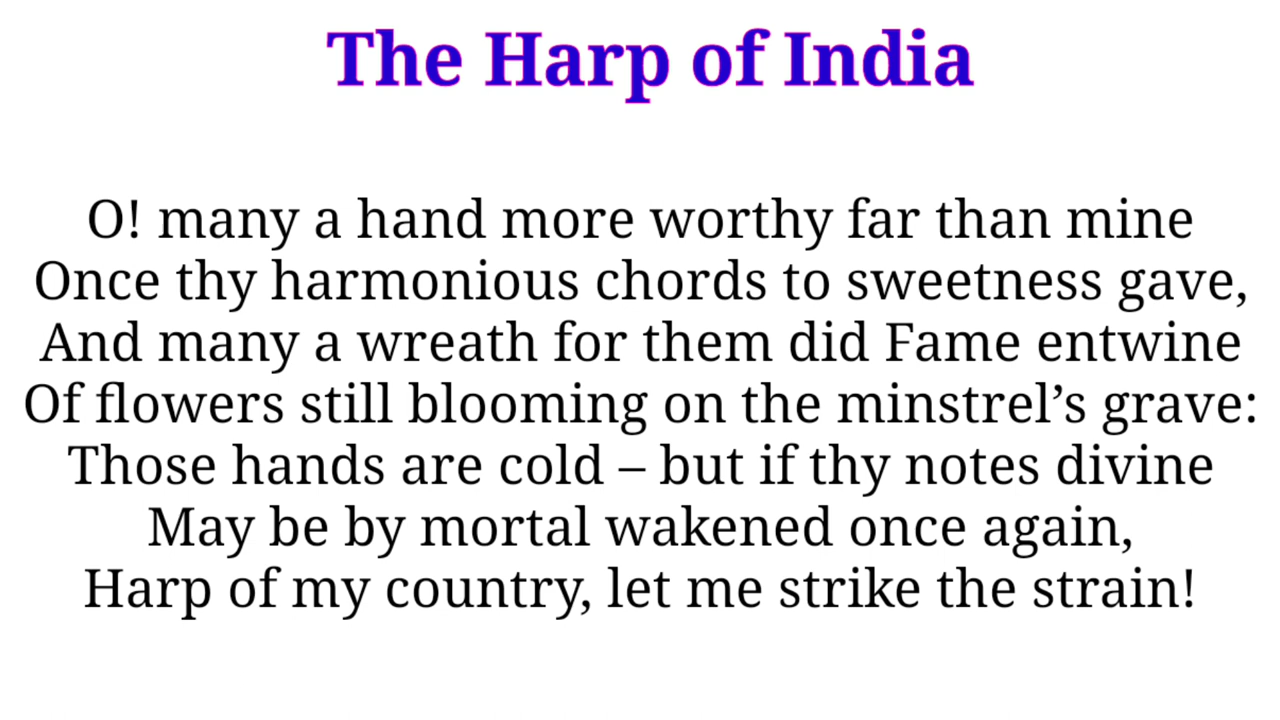 The Harp of India
O! many a hand more worthy far than mine
Once thy harmonious chords to sweetness gave,
And many a wreath for them did Fame entwine
Of flowers still blooming on the minstrel’s grave:
Those hands are cold – but if thy notes divine
May be by mortal wakened once again,
Harp of my country, let me strike the strain!